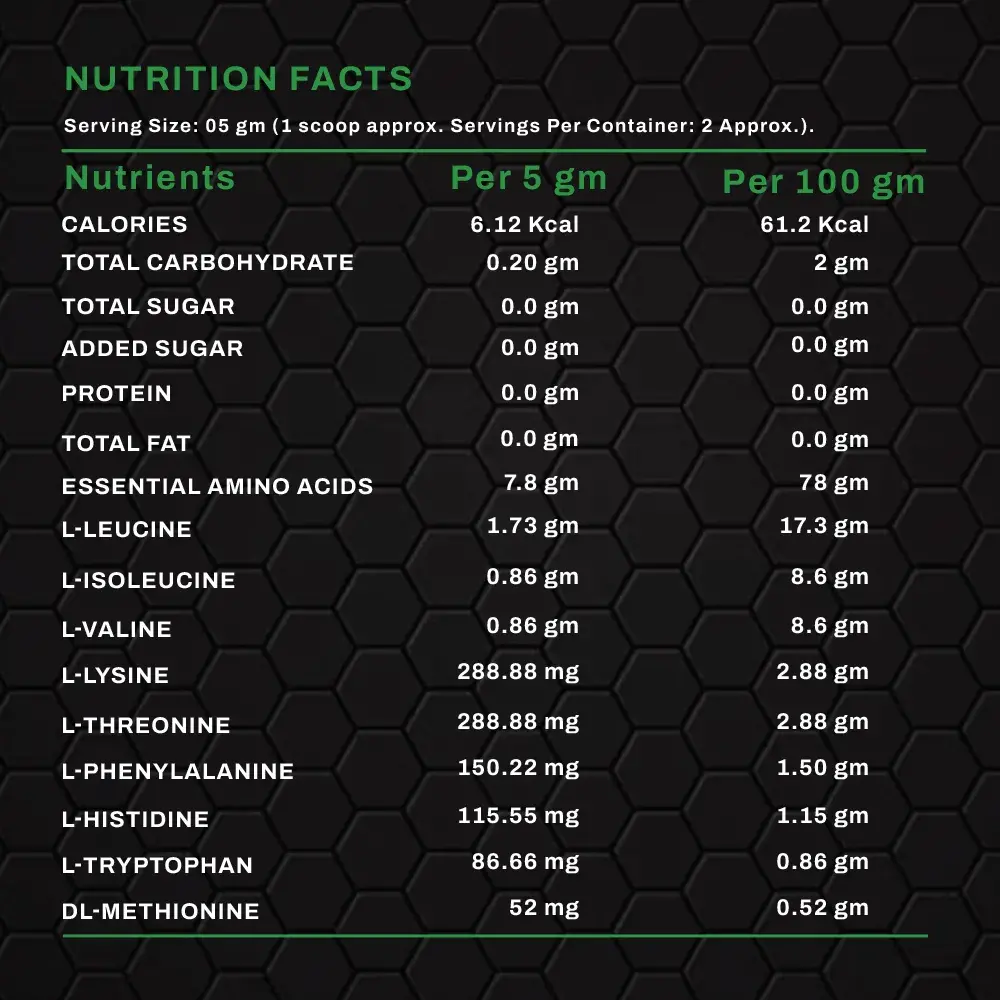 NUTRITION FACTS
Serving Size: 05 gm (1 scoop approx. Servings Per Container: 2 Approx.).
Nutrients Per 5 gm Per 100 gm
CALORIES 6.12 Kcal 61.2 Kcal
TOTAL CARBOHYDRATE 0.20 gm 2 gm
TOTAL SUGAR 0.0 gm 0.0 gm
ADDED SUGAR 0.0 gm 0.0 gm
PROTEIN 0.0 gm 0.0 gm
TOTAL FAT 0.0 gm 0.0 gm
ESSENTIAL AMINO ACIDS 7.8 gm 78 gm
L-LEUCINE 1.73 gm 17.3 gm
L-ISOLEUCINE 0.86 gm 8.6 gm
L-VALINE 0.86 gm 8.6 gm
L-LYSINE 288.88 mg 2.88 gm
L-THREONINE 288.88 mg 2.88 gm
L-PHENYLALANINE 150.22 mg 1.50 gm
L-HISTIDINE 115.55 mg 1.15 gm
L-TRYPTOPHAN 86.66 mg 0.86 gm
DL-METHIONINE 52 mg 0.52 gm